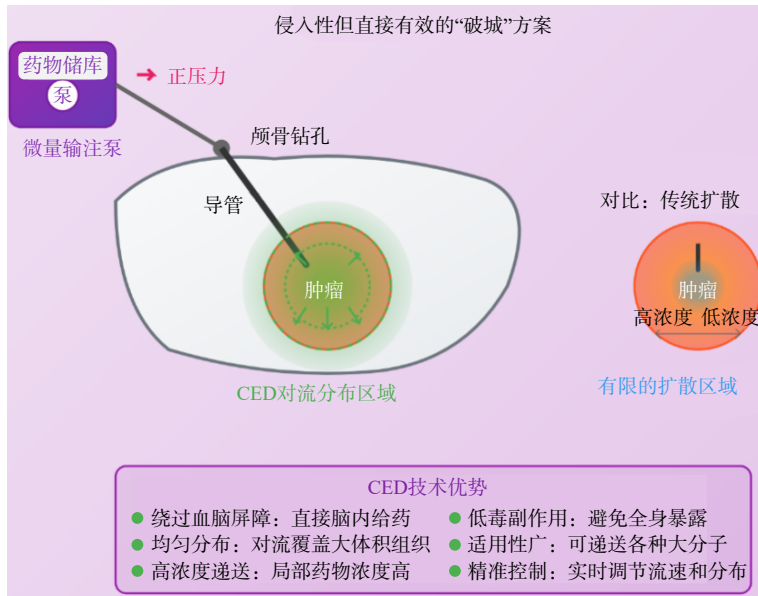 侵入性但直接有效的“破城”方案
药物储库
泵
正压力
微量输注泵
颅骨钻孔
导管
肿瘤
CED对流分布区域
对比：传统扩散
肿瘤
高浓度 低浓度
有限的扩散区域
CED技术优势
绕过血脑屏障：直接脑内给药
低毒副作用：避免全身暴露
均匀分布：对流覆盖大体积组织
适用性广：可递送各种大分子
高浓度递送：局部药物浓度高
精准控制：实时调节流速和分布